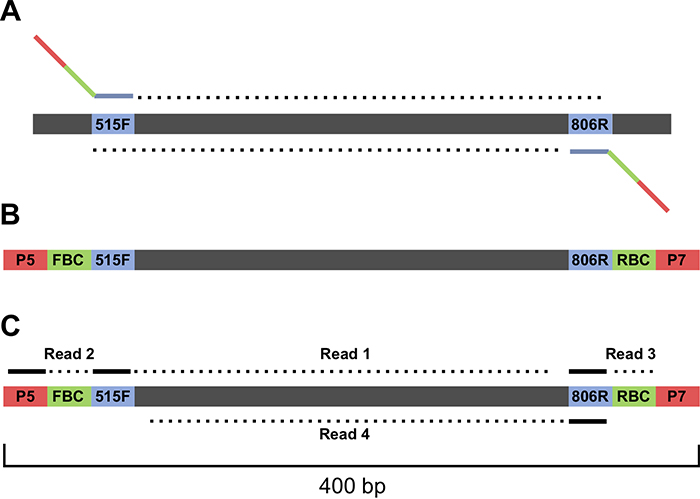 A
515F 806R
B
P5 FBC 515F 806R RBC P7
C
Read 2 Read 1 Read 3
P5 FBC 515F 806R RBC P7
Read 4
400 bp